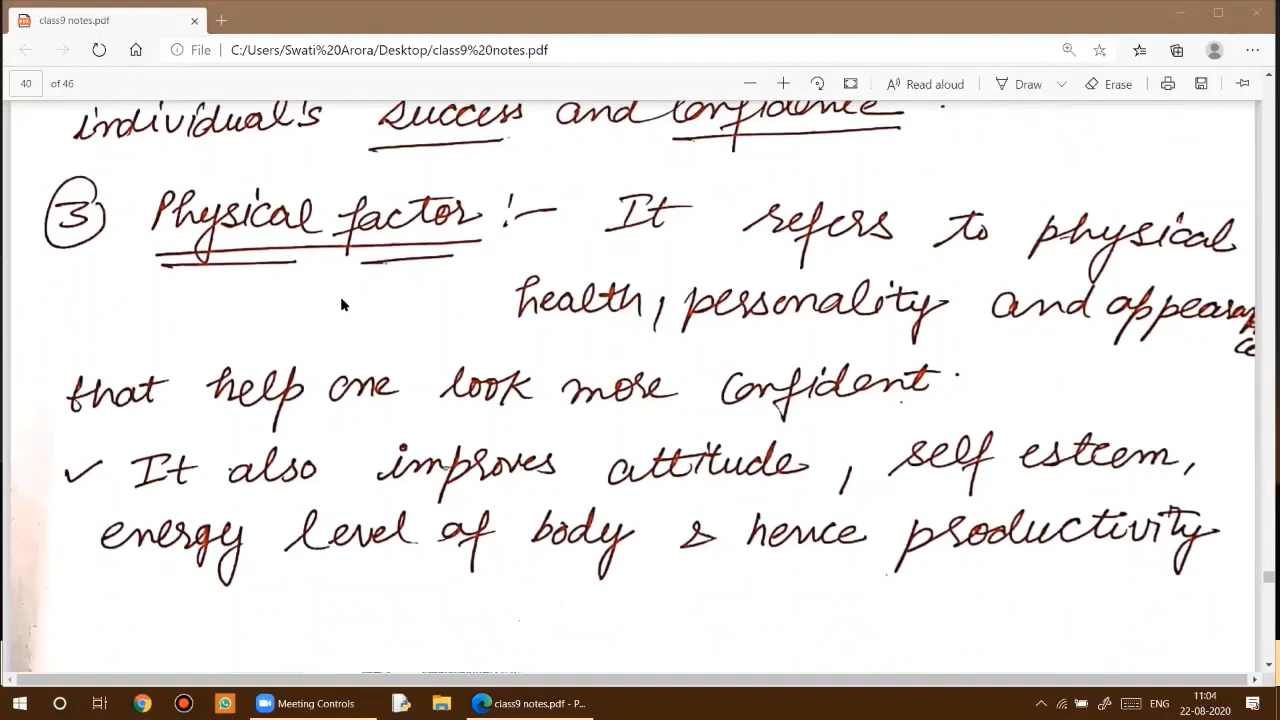 class9 notes.pdf
File C:/Users/Swati%20Arora/Desktop/class9%20notes.pdf
40 of 46
Read aloud Draw Erase
individual's success and confidence.
3 Physical factor :- It refers to physical
health, personality and appearance
that help one look more confident.
✓ It also improves attitude, self esteem,
energy level of body & hence productivity
Meeting Controls
class9 notes.pdf - P...
ENG
11:04
22-08-2020